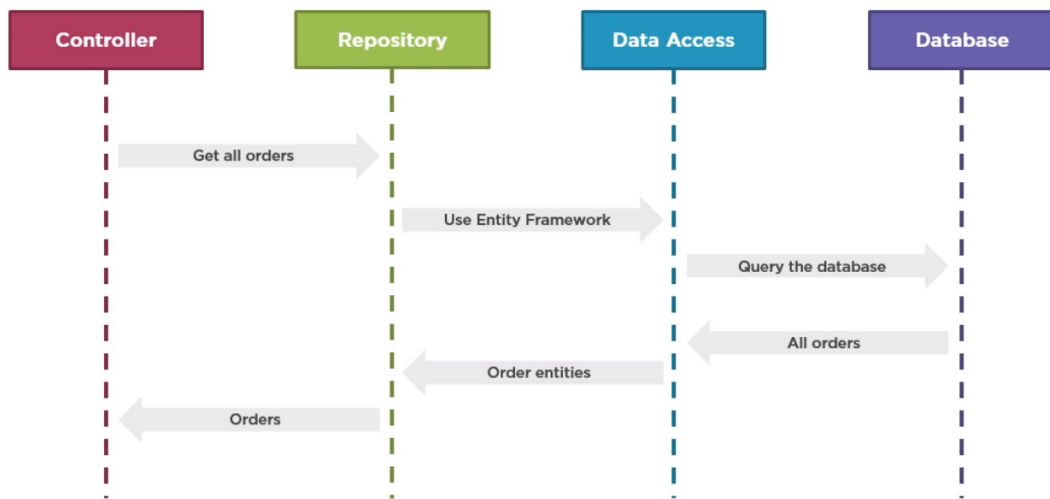 Controller
Repository
Data Access
Database
Get all orders
Use Entity Framework
Query the database
All orders
Order entities
Orders